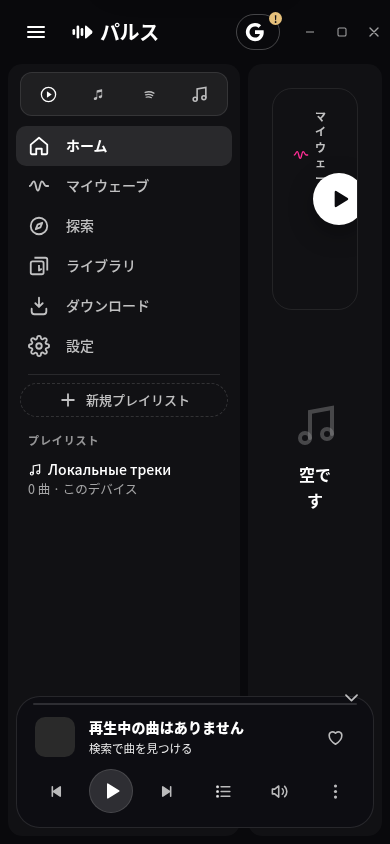 パルス
G
!
ホーム
マイウェーブ
探索
ライブラリ
ダウンロード
設定
新規プレイリスト
プレイリスト
Локальные треки
0 曲 · このデバイス
マイウェー
空で
す
再生中の曲はありません
検索で曲を見つける